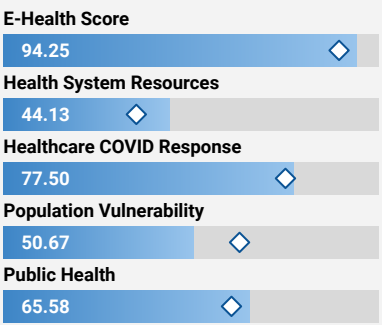 E-Health Score
94.25
Health System Resources
44.13
Healthcare COVID Response
77.50
Population Vulnerability
50.67
Public Health
65.58